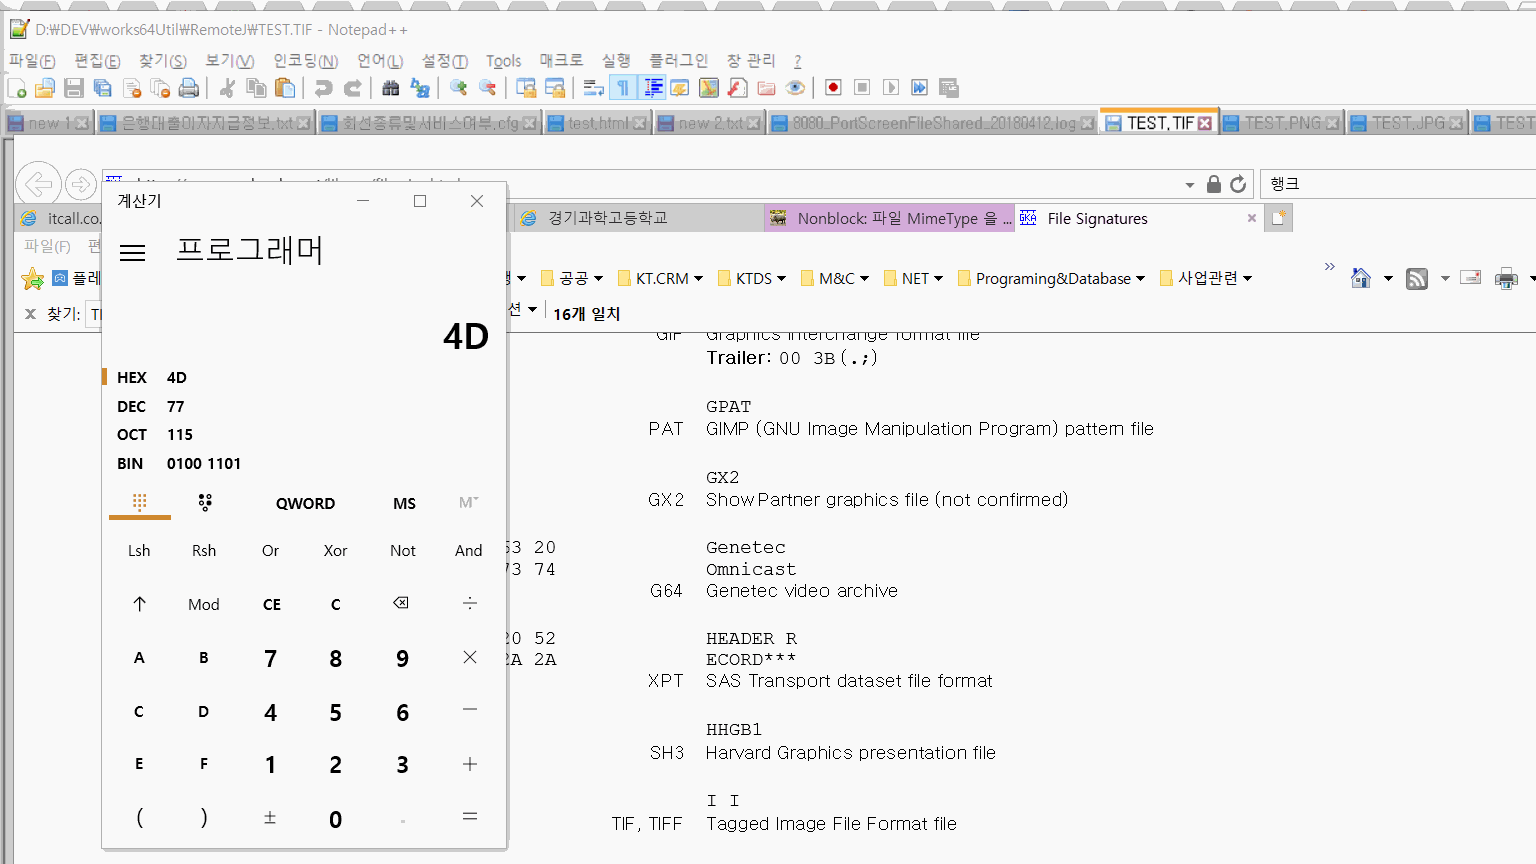 D:₩DEV₩works64Util₩RemoteJ₩TEST.TIF - Notepad++
파일(F) 편집(E) 찾기(S) 보기(V) 인코딩(N) 언어(L) 설정(T) Tools 매크로 실행 플러그인 창 관리 ?
new 1 은행대출이자지급정보.txt 회선종류및서비스여부.cfg test.html new 2.txt 8080_PortScreenFileShared_20180412.log TEST.TIF TEST.PNG TEST.JPG TEST
행크
itcall.co. 경기과학고등학교 Nonblock: 파일 MimeType 을 ... File Signatures
파일(F) 편
플레 공공 KT.CRM KTDS M&C NET Programing&Database 사업관련
찾기: 션 16개 일치
계산기
프로그래머
4D
HEX 4D
DEC 77
OCT 115
BIN 0100 1101
QWORD MS M
Lsh Rsh Or Xor Not And
↑ Mod CE C ÷
A B 7 8 9 ×
C D 4 5 6 −
E F 1 2 3 +
( ) ± 0 . =
GIF Graphics interchange format file
Trailer: 00 3B (.;)
GPAT
PAT GIMP (GNU Image Manipulation Program) pattern file
GX2
GX2 Show Partner graphics file (not confirmed)
53 20 Genetec
73 74 Omnicast
G64 Genetec video archive
20 52 HEADER R
2A 2A ECORD***
XPT SAS Transport dataset file format
HHGB1
SH3 Harvard Graphics presentation file
I I
TIF, TIFF Tagged Image File Format file